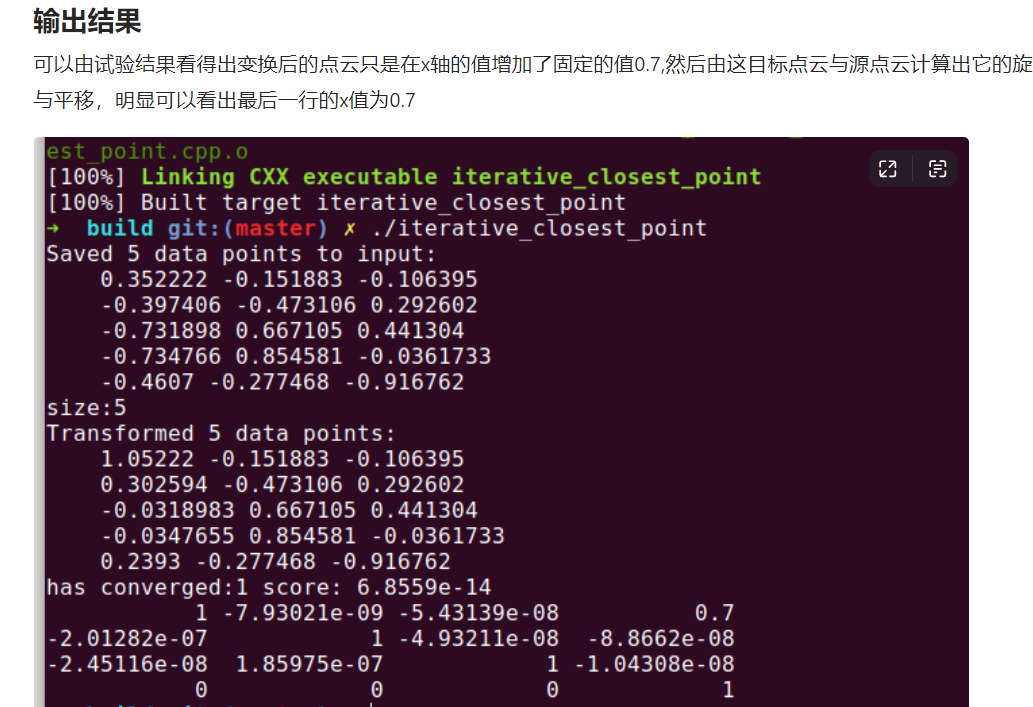 输出结果
可以由试验结果看得出变换后的点云只是在x轴的值增加了固定的值0.7,然后由这目标点云与源点云计算出它的旋
与平移，明显可以看出最后一行的x值为0.7
est_point.cpp.o
[100%] Linking CXX executable iterative_closest_point
[100%] Built target iterative_closest_point
➜ build git:(master) ✗ ./iterative_closest_point
Saved 5 data points to input:
0.352222 -0.151883 -0.106395
-0.397406 -0.473106 0.292602
-0.731898 0.667105 0.441304
-0.734766 0.854581 -0.0361733
-0.4607 -0.277468 -0.916762
size:5
Transformed 5 data points:
1.05222 -0.151883 -0.106395
0.302594 -0.473106 0.292602
-0.0318983 0.667105 0.441304
-0.0347655 0.854581 -0.0361733
0.2393 -0.277468 -0.916762
has converged:1 score: 6.8559e-14
1 -7.93021e-09 -5.43139e-08 0.7
-2.01282e-07 1 -4.93211e-08 -8.8662e-08
-2.45116e-08 1.85975e-07 1 -1.04308e-08
0 0 0 1